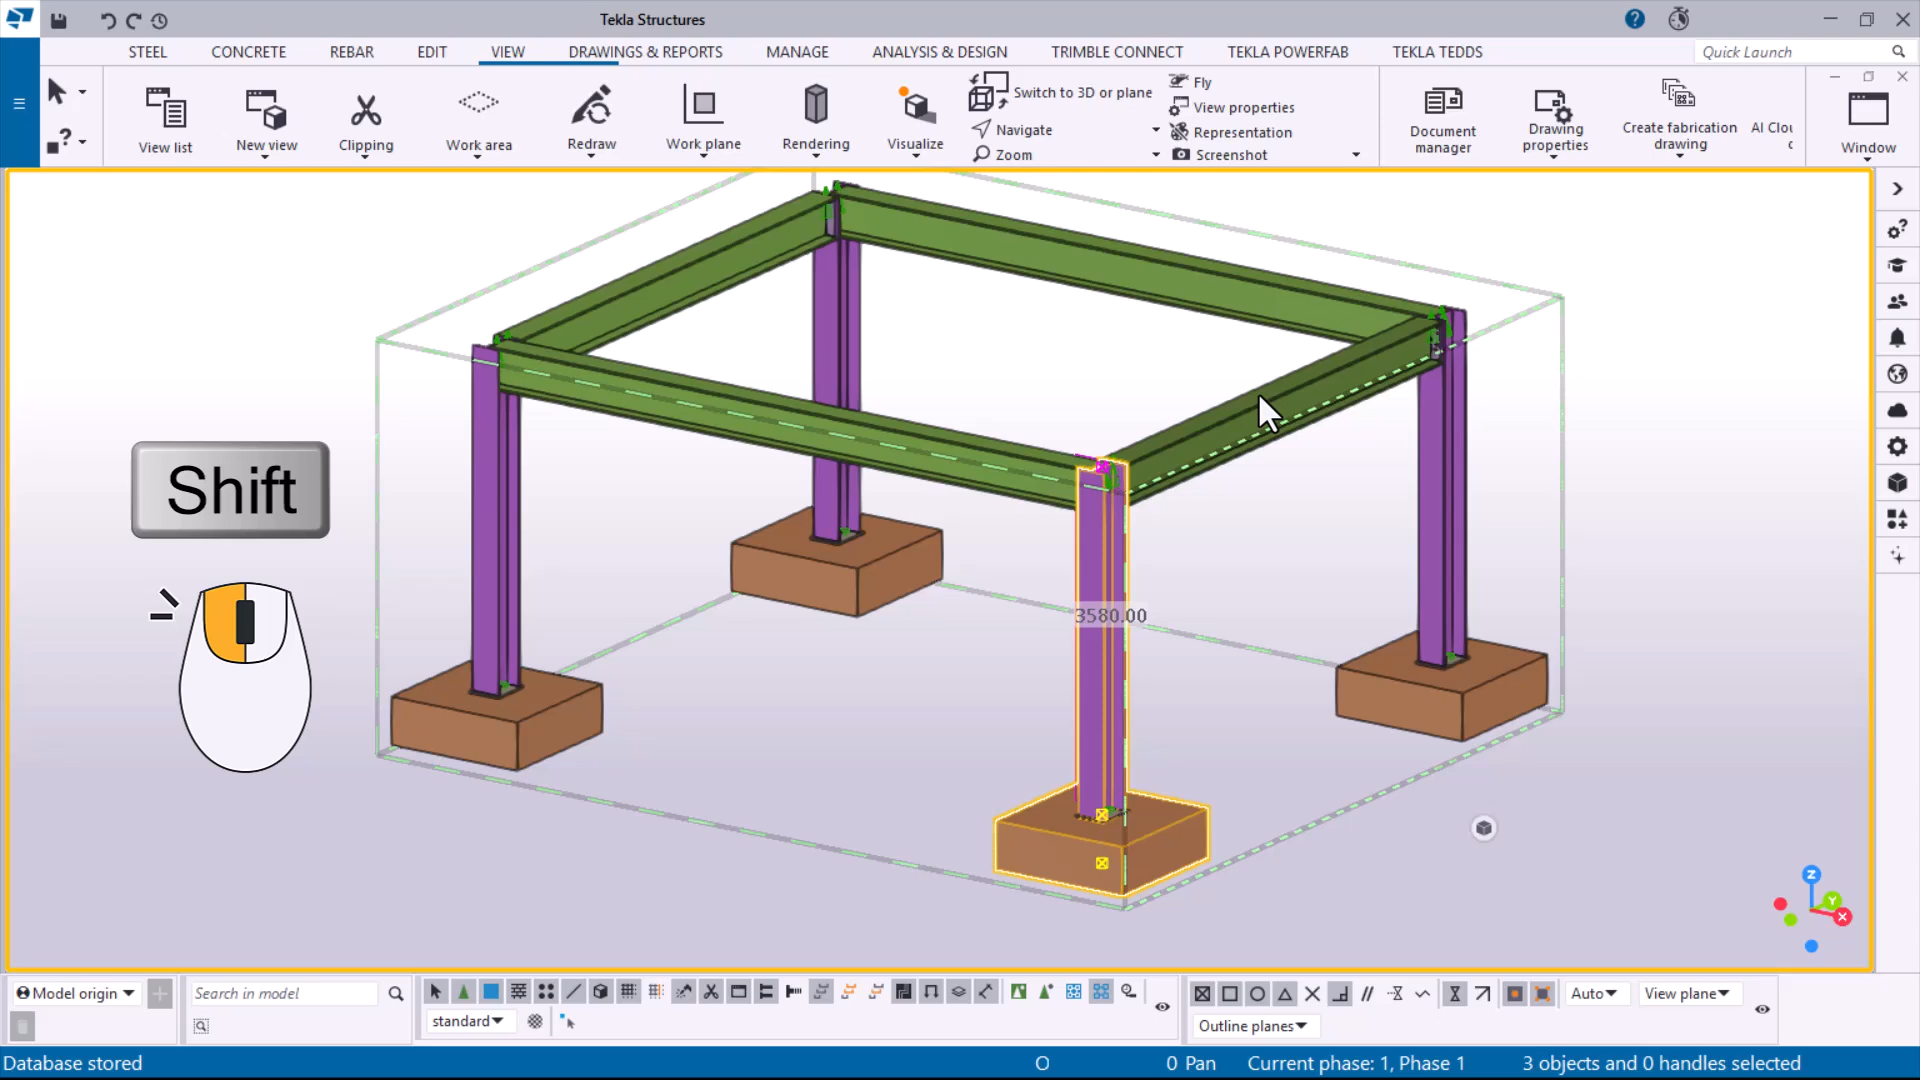 Tekla Structures
?
STEEL CONCRETE REBAR EDIT VIEW DRAWINGS & REPORTS MANAGE ANALYSIS & DESIGN TRIMBLE CONNECT TEKLA POWERFAB TEKLA TEDDS Quick Launch
View list
New view
Clipping
Work area
Redraw
Work plane
Rendering
Visualize
Switch to 3D or plane
Navigate
Zoom
Fly
View properties
Representation
Screenshot
Document
manager
Drawing
properties
Create fabrication
drawing
AI Clou
c
Window
Shift
3580.00
Z
Y
X
Model origin
Search in model
standard
Auto
View plane
Outline planes
Database stored
O
0 Pan
Current phase: 1, Phase 1
3 objects and 0 handles selected